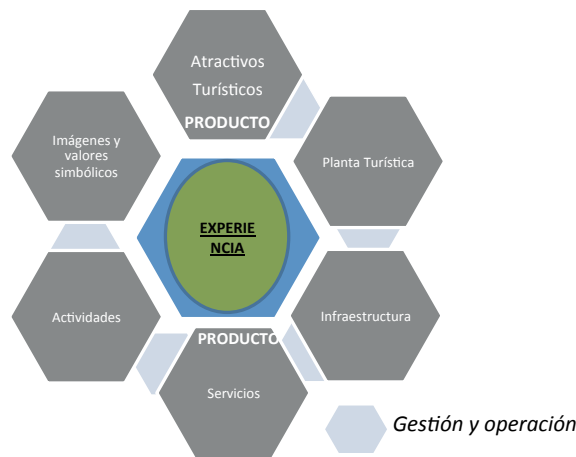 Atractivos
Turísticos
PRODUCTO
Imágenes y
valores
simbólicos
Planta Turística
EXPERIE
NCIA
Actividades
Infraestructura
PRODUCTO
Servicios
Gestión y operación